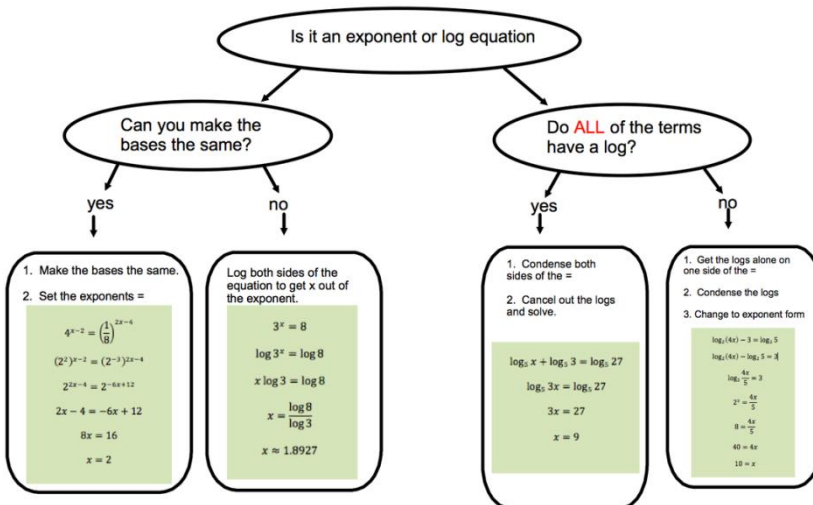 Is it an exponent or log equation
Can you make the
bases the same?
Do ALL of the terms
have a log?
yes
no
yes
no
1. Make the bases the same.
2. Set the exponents =
4^{x−2} = (1/8)^{2x−4}
(2²)^{x−2} = (2^{−3})^{2x−4}
2^{2x−4} = 2^{−6x+12}
2x − 4 = −6x + 12
8x = 16
x = 2
Log both sides of the
equation to get x out of
the exponent.
3^x = 8
log 3^x = log 8
x log 3 = log 8
x = log 8 / log 3
x ≈ 1.8927
1. Condense both
sides of the =
2. Cancel out the logs
and solve.
log₅ x + log₅ 3 = log₅ 27
log₅ 3x = log₅ 27
3x = 27
x = 9
1. Get the logs alone on
one side of the =
2. Condense the logs
3. Change to exponent form
log₂(4x) − 3 = log₂ 5
log₂(4x) − log₂ 5 = 3
log₂ 4x/5 = 3
2³ = 4x/5
8 = 4x/5
40 = 4x
10 = x